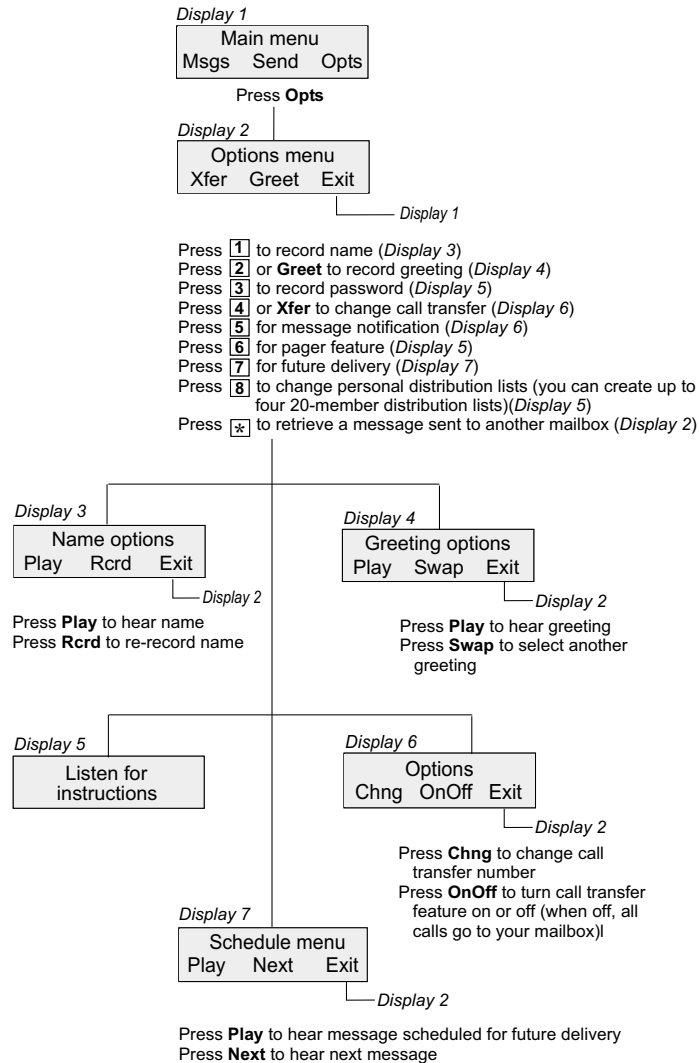 Display 1
Main menu
Msgs Send Opts
Press Opts
Display 2
Options menu
Xfer Greet Exit
Display 1
Press 1 to record name (Display 3)
Press 2 or Greet to record greeting (Display 4)
Press 3 to record password (Display 5)
Press 4 or Xfer to change call transfer (Display 6)
Press 5 for message notification (Display 6)
Press 6 for pager feature (Display 5)
Press 7 for future delivery (Display 7)
Press 8 to change personal distribution lists (you can create up to
four 20-member distribution lists)(Display 5)
Press * to retrieve a message sent to another mailbox (Display 2)
Display 3
Name options
Play Rcrd Exit
Display 2
Press Play to hear name
Press Rcrd to re-record name
Display 4
Greeting options
Play Swap Exit
Display 2
Press Play to hear greeting
Press Swap to select another
greeting
Display 5
Listen for
instructions
Display 6
Options
Chng OnOff Exit
Display 2
Press Chng to change call
transfer number
Press OnOff to turn call transfer
feature on or off (when off, all
calls go to your mailbox)l
Display 7
Schedule menu
Play Next Exit
Display 2
Press Play to hear message scheduled for future delivery
Press Next to hear next message